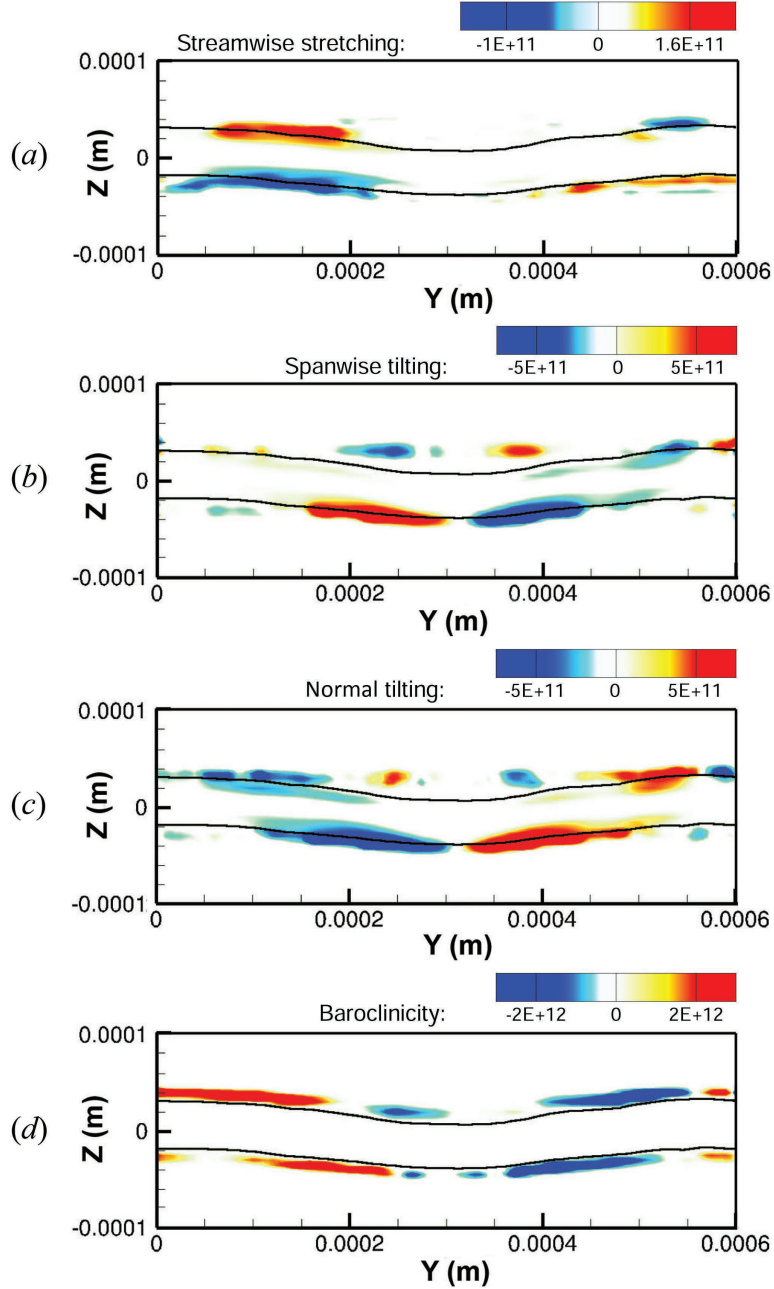 Streamwise stretching:
-1E+11 0 1.6E+11
(a)
Z (m)
0.0001
0
-0.0001
0 0.0002 0.0004 0.0006
Y (m)
Spanwise tilting:
-5E+11 0 5E+11
(b)
Z (m)
0.0001
0
-0.0001
0 0.0002 0.0004 0.0006
Y (m)
Normal tilting:
-5E+11 0 5E+11
(c)
Z (m)
0.0001
0
-0.0001
0 0.0002 0.0004 0.0006
Y (m)
Baroclinicity:
-2E+12 0 2E+12
(d)
Z (m)
0.0001
0
-0.0001
0 0.0002 0.0004 0.0006
Y (m)